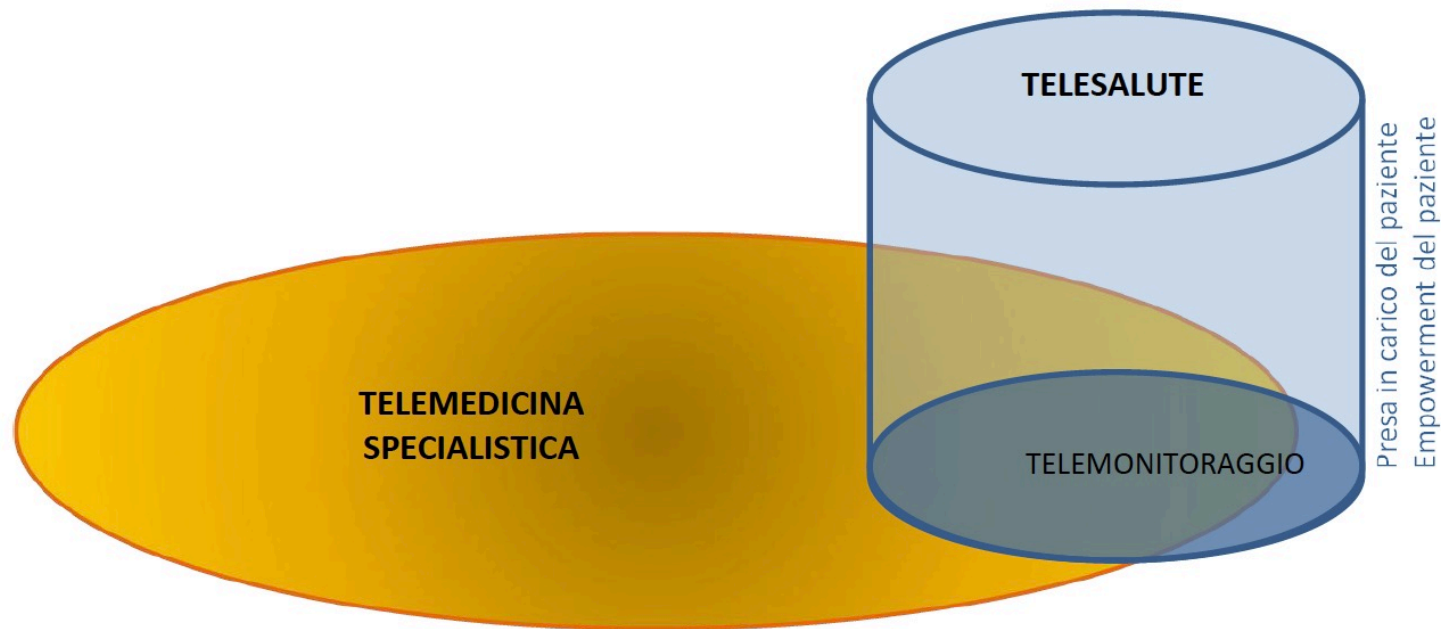 TELESALUTE
TELEMEDICINA
SPECIALISTICA
TELEMONITORAGGIO
Presa in carico del paziente
Empowerment del paziente